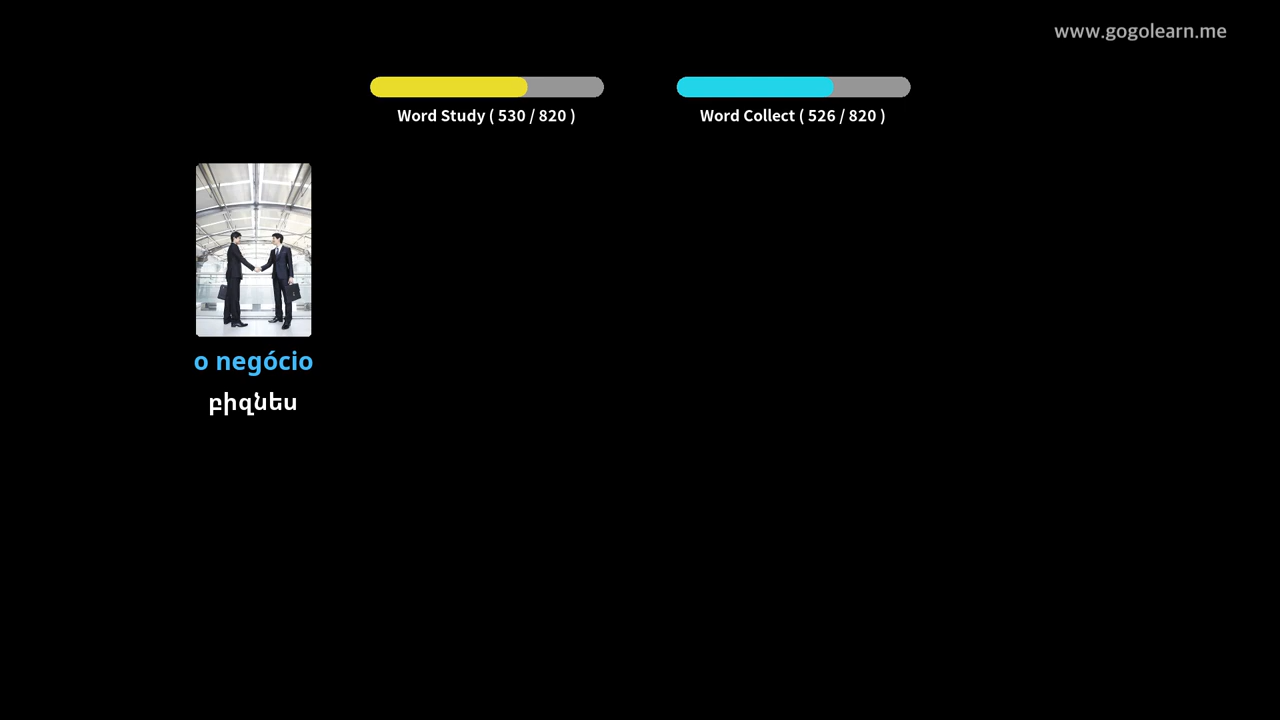 www.gogolearn.me
Word Study ( 530 / 820 )
Word Collect ( 526 / 820 )
o negócio
բիզնես